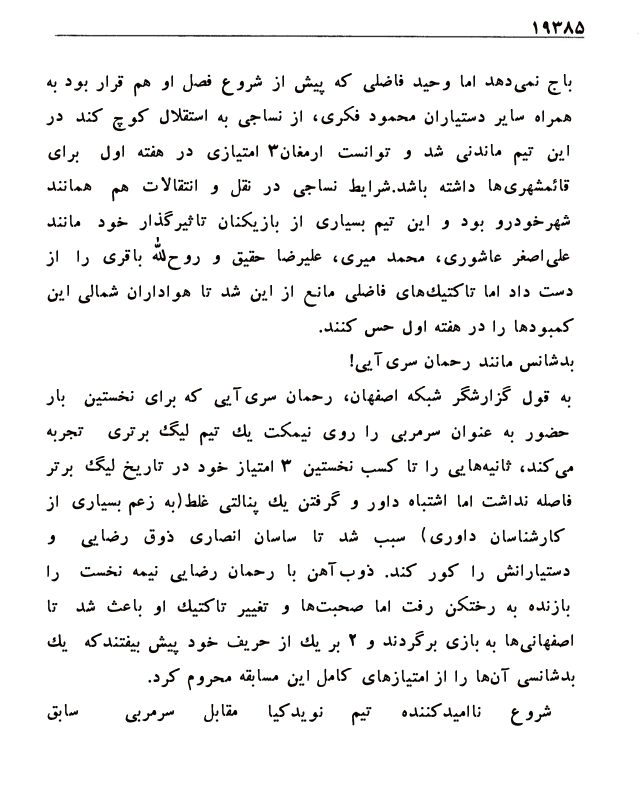 ۱۹۳۸۵
باج نمی‌دهد اما وحید فاضلی که پیش از شروع فصل او هم قرار بود به
همراه سایر دستیاران محمود فکری، از نساجی به استقلال کوچ کند در
این تیم ماندنی شد و توانست ارمغان۳ امتیازی در هفته اول برای
قائمشهری‌ها داشته باشد.شرایط نساجی در نقل و انتقالات هم همانند
شهرخودرو بود و این تیم بسیاری از بازیکنان تاثیرگذار خود مانند
علی‌اصغر عاشوری، محمد میری، علیرضا حقیق و روح‌الله باقری را از
دست داد اما تاکتیك‌های فاضلی مانع از این شد تا هواداران شمالی این
کمبودها را در هفته اول حس کنند.
بدشانس مانند رحمان سری‌آیی!
به قول گزارشگر شبکه اصفهان، رحمان سری‌آیی که برای نخستین بار
حضور به عنوان سرمربی را روی نیمکت یك تیم لیگ برتری تجربه
می‌کند، ثانیه‌هایی را تا کسب نخستین ۳ امتیاز خود در تاریخ لیگ برتر
فاصله نداشت اما اشتباه داور و گرفتن یك پنالتی غلط(به زعم بسیاری از
کارشناسان داوری) سبب شد تا ساسان انصاری ذوق رضایی و
دستیارانش را کور کند. ذوب‌آهن با رحمان رضایی نیمه نخست را
بازنده به رختکن رفت اما صحبت‌ها و تغییر تاکتیك او باعث شد تا
اصفهانی‌ها به بازی برگردند و ۲ بر یك از حریف خود پیش بیفتندکه یك
بدشانسی آن‌ها را از امتیازهای کامل این مسابقه محروم کرد.
شروع ناامیدکننده تیم نویدکیا مقابل سرمربی سابق